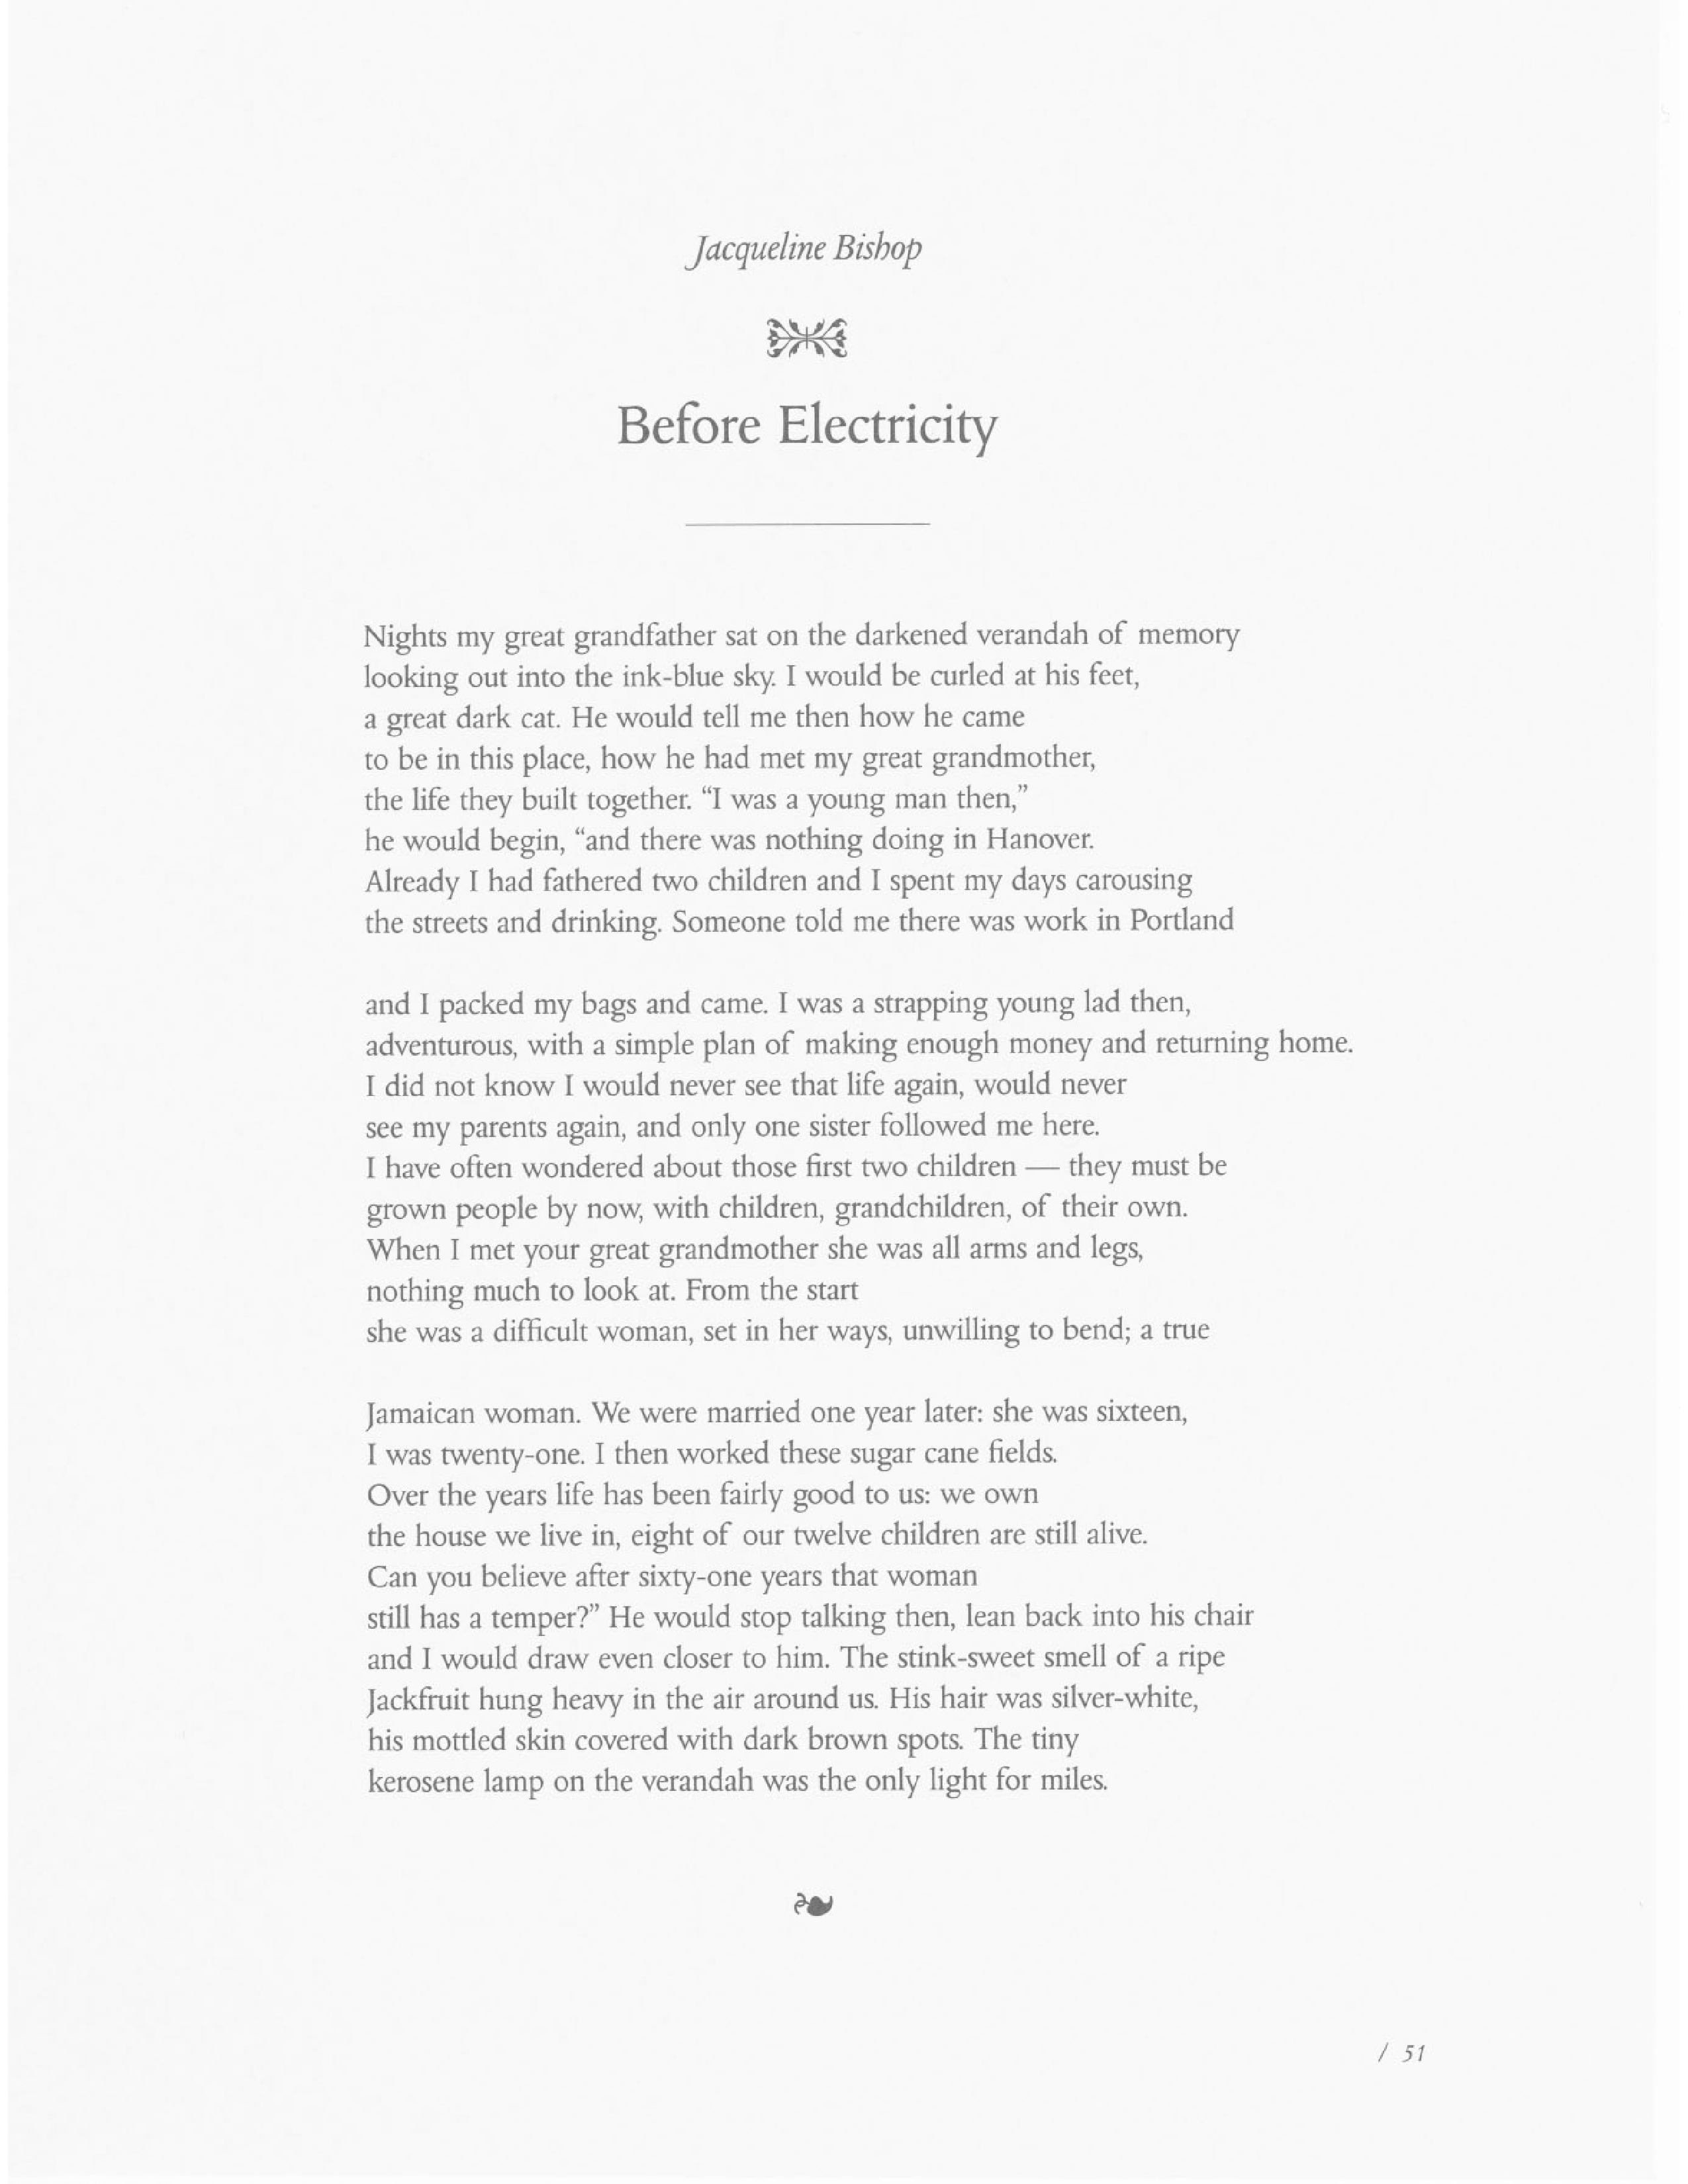 Jacqueline Bishop
Before Electricity
Nights my great grandfather sat on the darkened verandah of memory
looking out into the ink-blue sky. I would be curled at his feet,
a great dark cat. He would tell me then how he came
to be in this place, how he had met my great grandmother,
the life they built together. “I was a young man then,”
he would begin, “and there was nothing doing in Hanover.
Already I had fathered two children and I spent my days carousing
the streets and drinking. Someone told me there was work in Portland
and I packed my bags and came. I was a strapping young lad then,
adventurous, with a simple plan of making enough money and returning home.
I did not know I would never see that life again, would never
see my parents again, and only one sister followed me here.
I have often wondered about those first two children — they must be
grown people by now, with children, grandchildren, of their own.
When I met your great grandmother she was all arms and legs,
nothing much to look at. From the start
she was a difficult woman, set in her ways, unwilling to bend; a true
Jamaican woman. We were married one year later: she was sixteen,
I was twenty-one. I then worked these sugar cane fields.
Over the years life has been fairly good to us: we own
the house we live in, eight of our twelve children are still alive.
Can you believe after sixty-one years that woman
still has a temper?” He would stop talking then, lean back into his chair
and I would draw even closer to him. The stink-sweet smell of a ripe
Jackfruit hung heavy in the air around us. His hair was silver-white,
his mottled skin covered with dark brown spots. The tiny
kerosene lamp on the verandah was the only light for miles.
/ 51